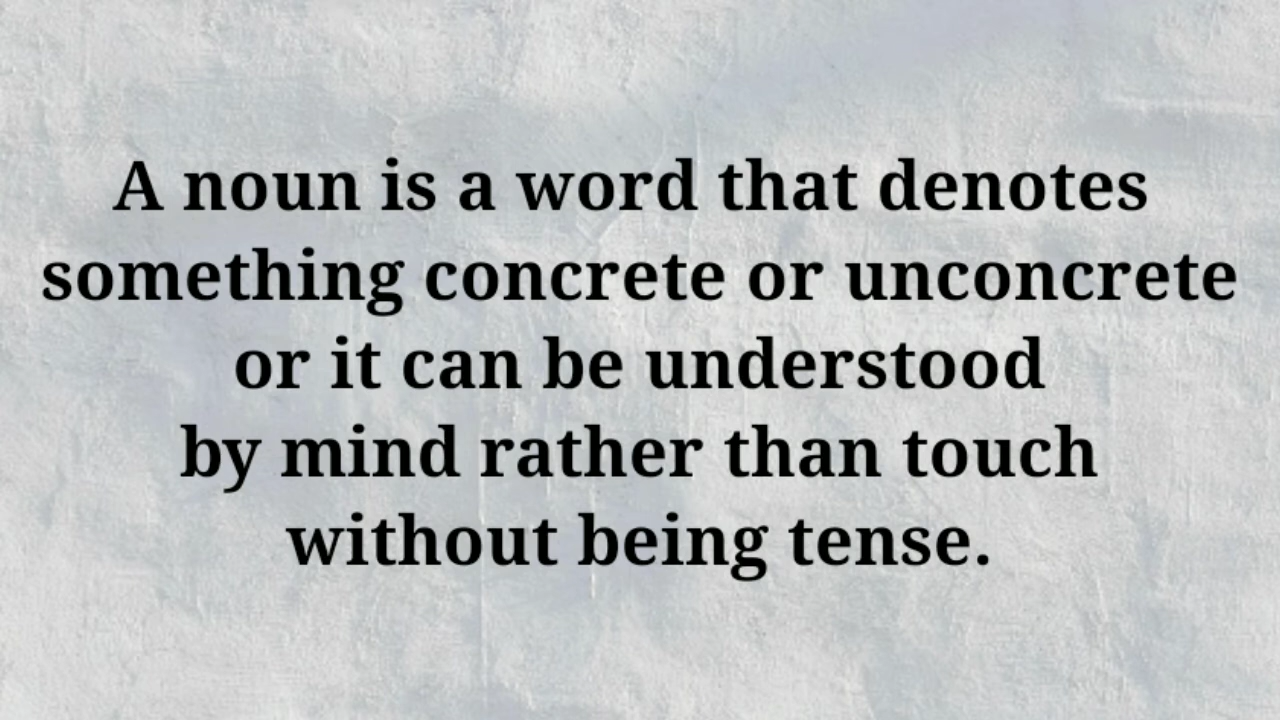 A noun is a word that denotes
something concrete or unconcrete
or it can be understood
by mind rather than touch
without being tense.